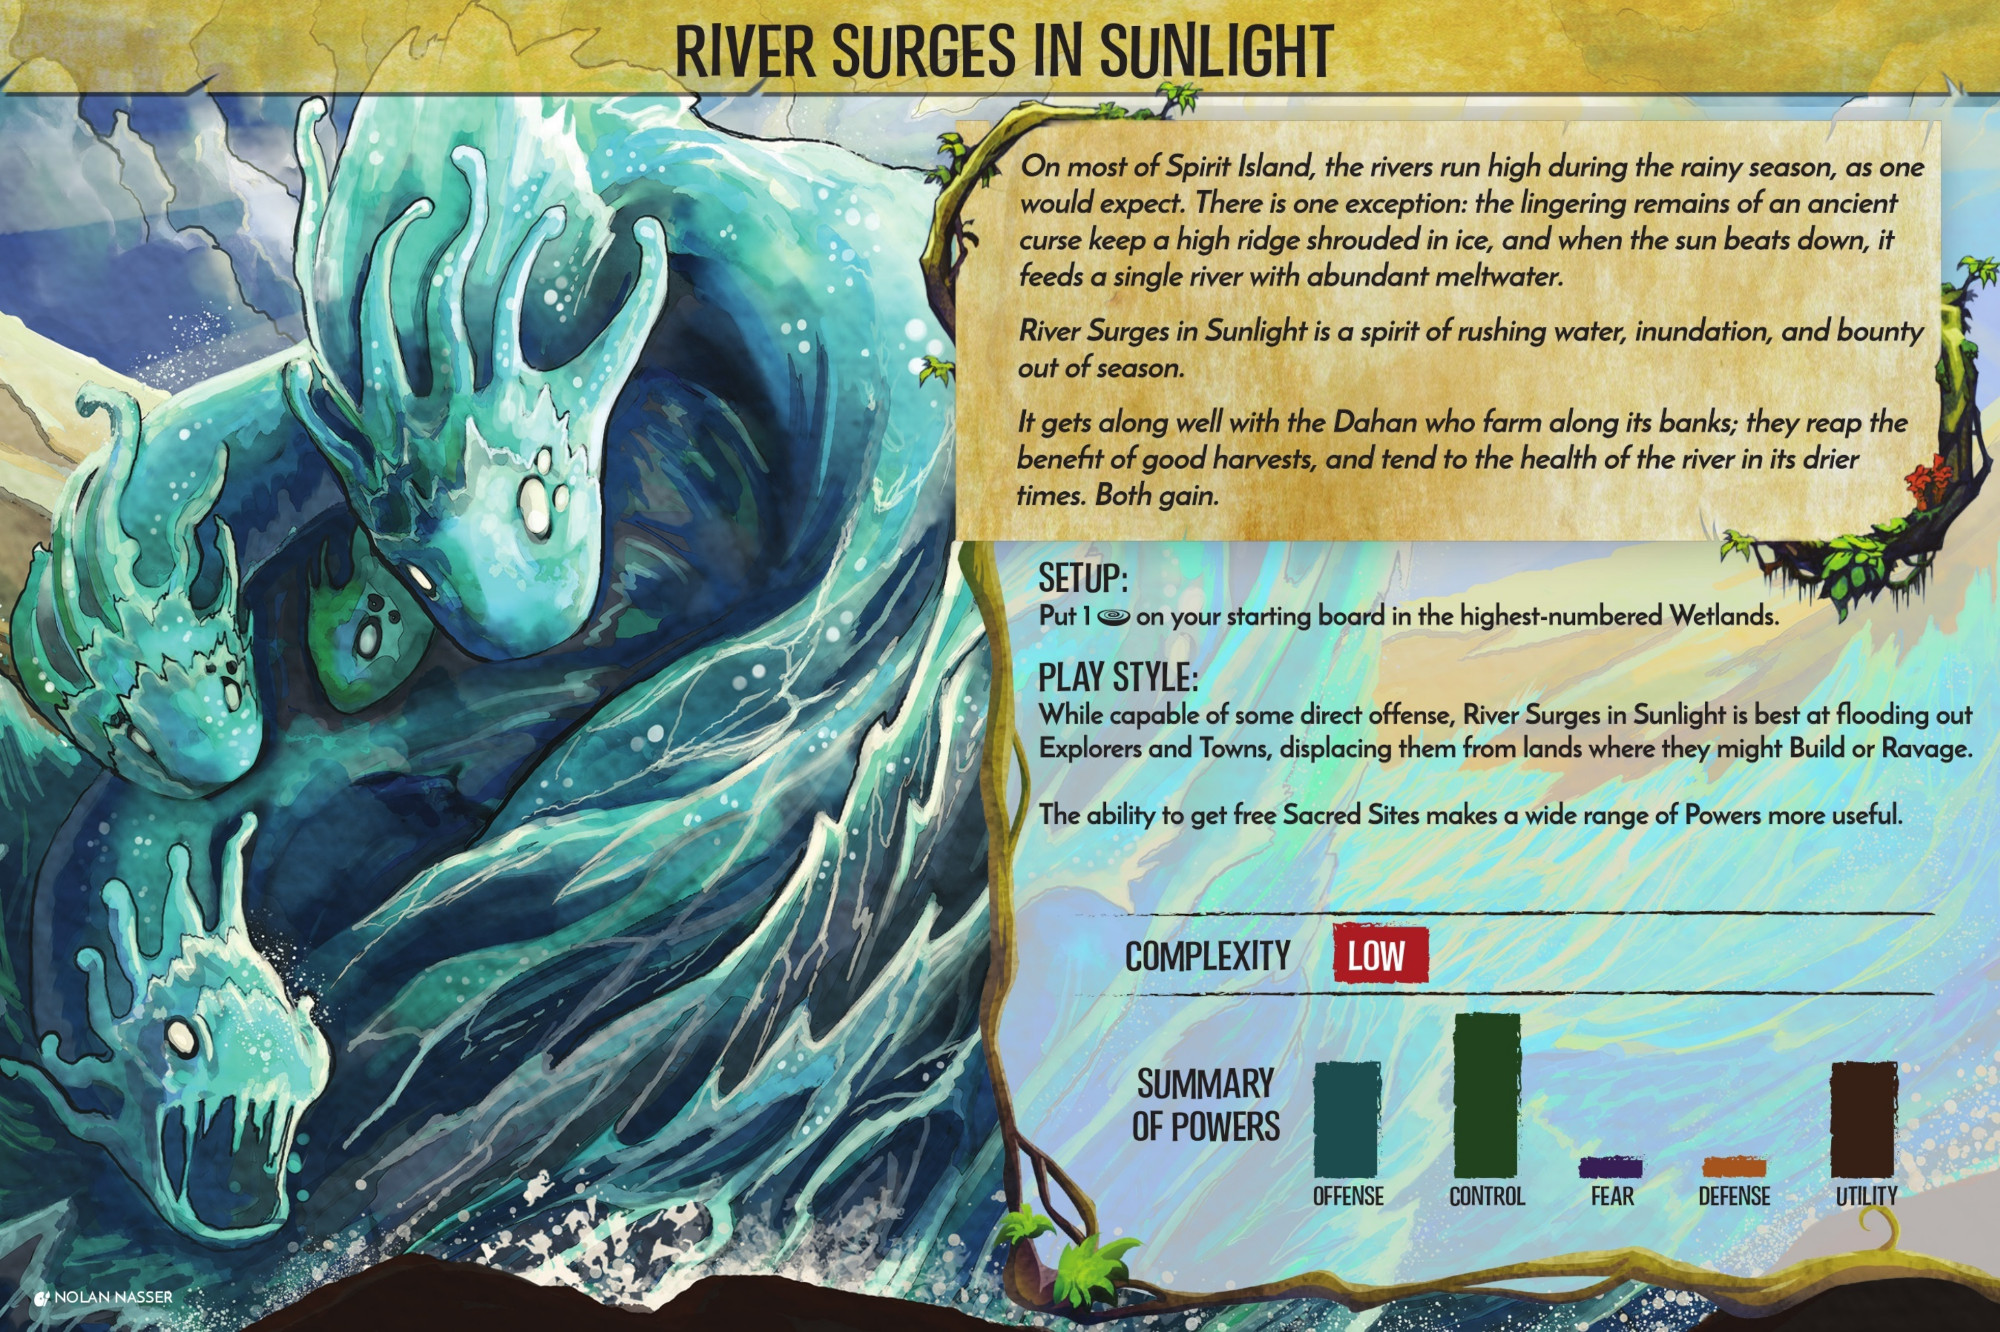 RIVER SURGES IN SUNLIGHT
On most of Spirit Island, the rivers run high during the rainy season, as one
would expect. There is one exception: the lingering remains of an ancient
curse keep a high ridge shrouded in ice, and when the sun beats down, it
feeds a single river with abundant meltwater.
River Surges in Sunlight is a spirit of rushing water, inundation, and bounty
out of season.
It gets along well with the Dahan who farm along its banks; they reap the
benefit of good harvests, and tend to the health of the river in its drier
times. Both gain.
SETUP:
Put 1 on your starting board in the highest-numbered Wetlands.
PLAY STYLE:
While capable of some direct offense, River Surges in Sunlight is best at flooding out
Explorers and Towns, displacing them from lands where they might Build or Ravage.
The ability to get free Sacred Sites makes a wide range of Powers more useful.
COMPLEXITY LOW
SUMMARY
OF POWERS
OFFENSE CONTROL FEAR DEFENSE UTILITY
NOLAN NASSER